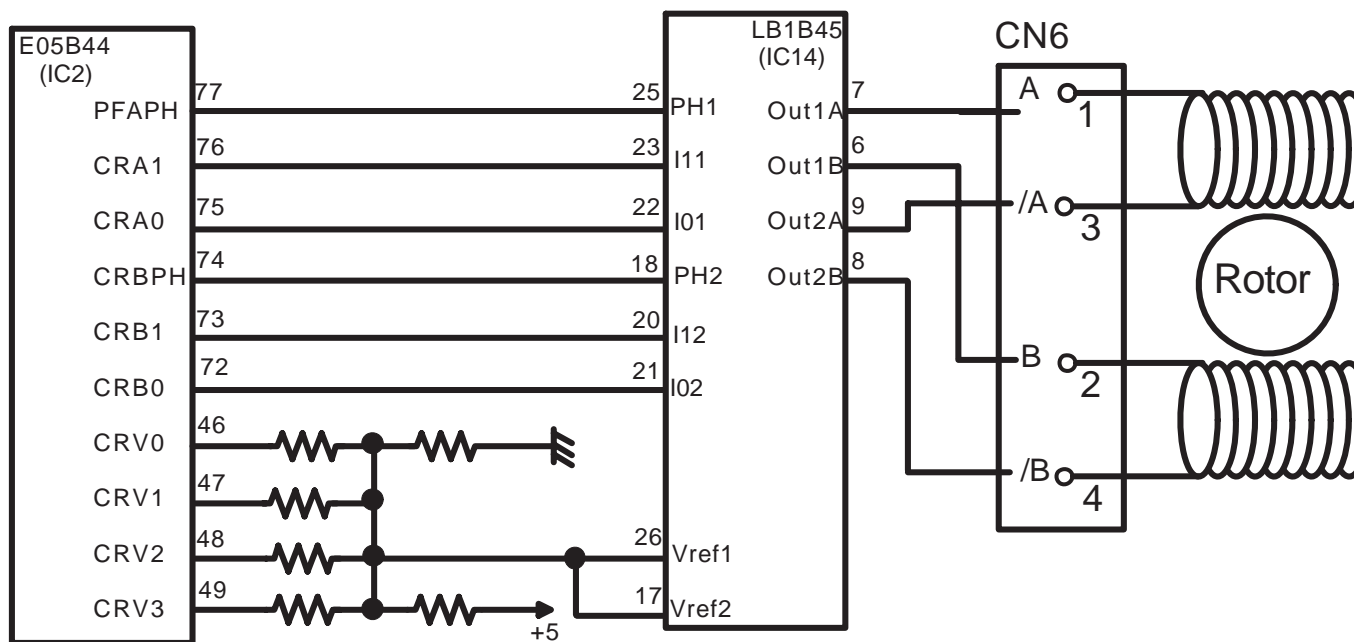 E05B44
(IC2)
PFAPH 77
CRA1 76
CRA0 75
CRBPH 74
CRB1 73
CRB0 72
CRV0 46
CRV1 47
CRV2 48
CRV3 49
+5
LB1B45
(IC14)
25 PH1
23 I11
22 I01
18 PH2
20 I12
21 I02
26 Vref1
17 Vref2
Out1A 7
Out1B 6
Out2A 9
Out2B 8
CN6
A 1
/A 3
B 2
/B 4
Rotor